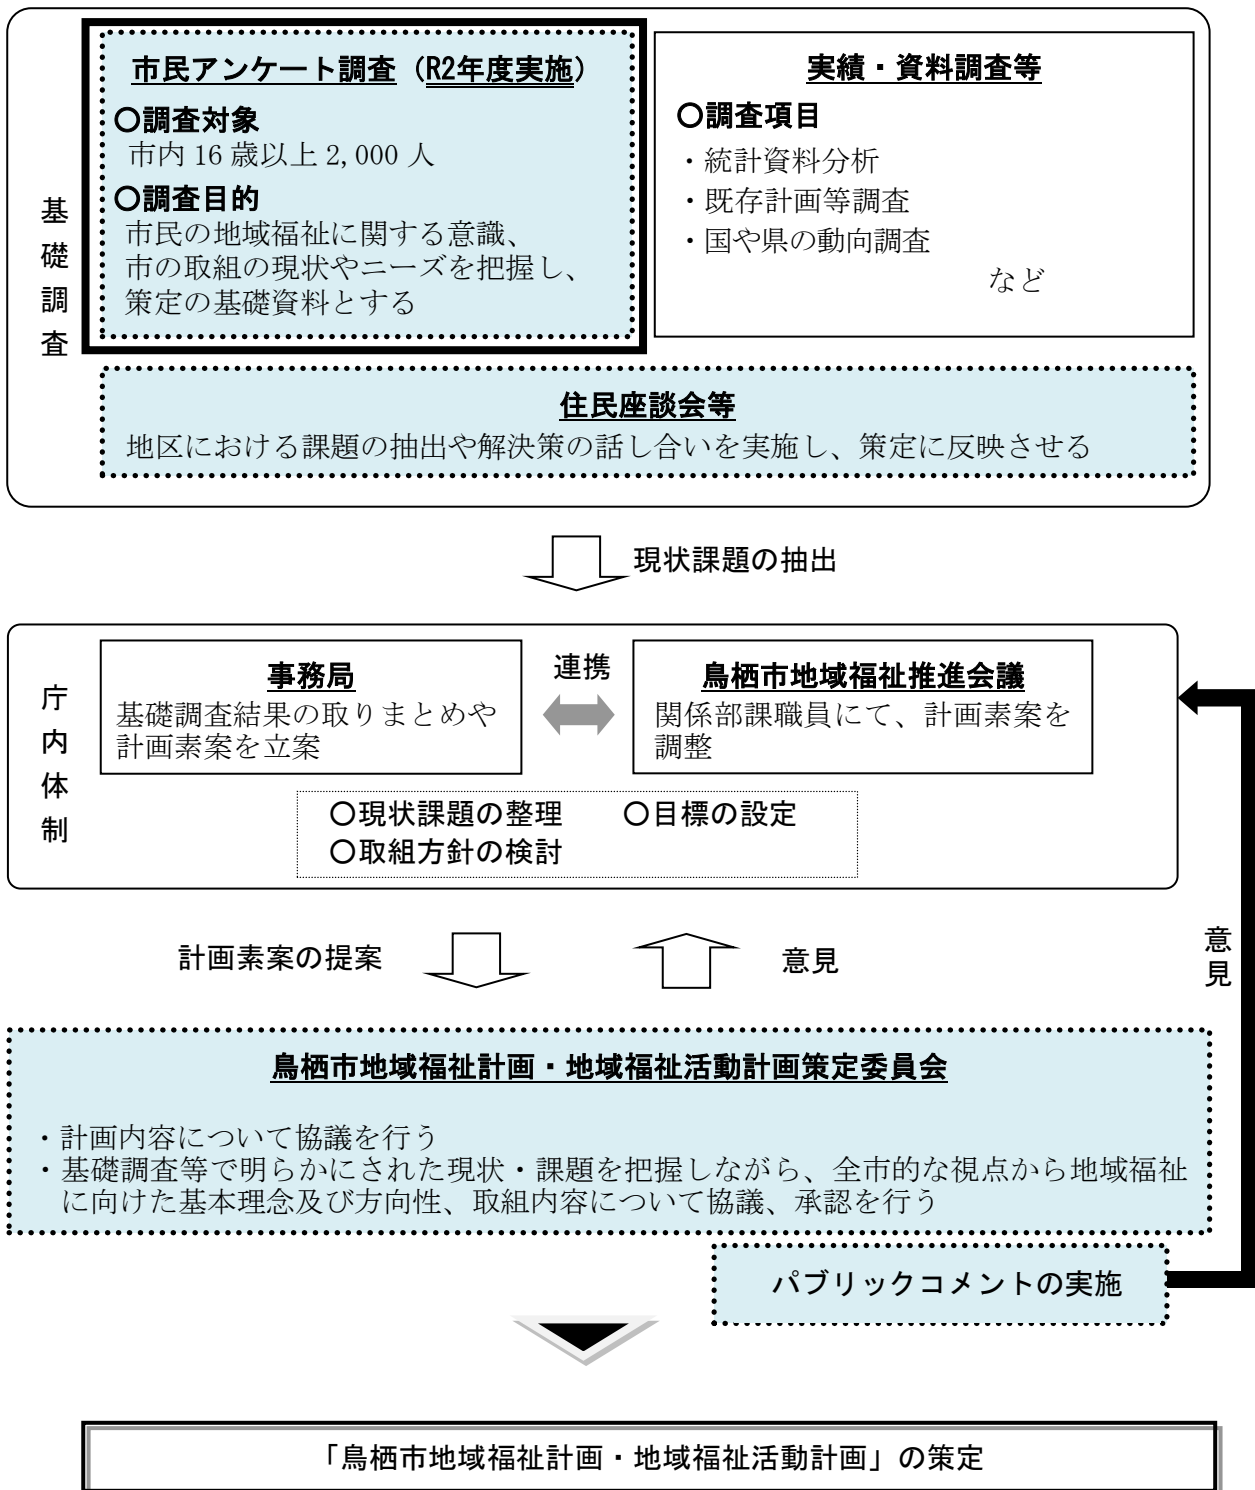 基礎調査
市民アンケート調査（R2年度実施）
○調査対象
市内 16 歳以上 2,000 人
○調査目的
市民の地域福祉に関する意識、
市の取組の現状やニーズを把握し、
策定の基礎資料とする
実績・資料調査等
○調査項目
・統計資料分析
・既存計画等調査
・国や県の動向調査
など
住民座談会等
地区における課題の抽出や解決策の話し合いを実施し、策定に反映させる
現状課題の抽出
庁内体制
事務局
基礎調査結果の取りまとめや
計画素案を立案
連携
鳥栖市地域福祉推進会議
関係部課職員にて、計画素案を
調整
○現状課題の整理 ○目標の設定
○取組方針の検討
計画素案の提案
意見
意見
鳥栖市地域福祉計画・地域福祉活動計画策定委員会
・計画内容について協議を行う
・基礎調査等で明らかにされた現状・課題を把握しながら、全市的な視点から地域福祉
に向けた基本理念及び方向性、取組内容について協議、承認を行う
パブリックコメントの実施
「鳥栖市地域福祉計画・地域福祉活動計画」の策定